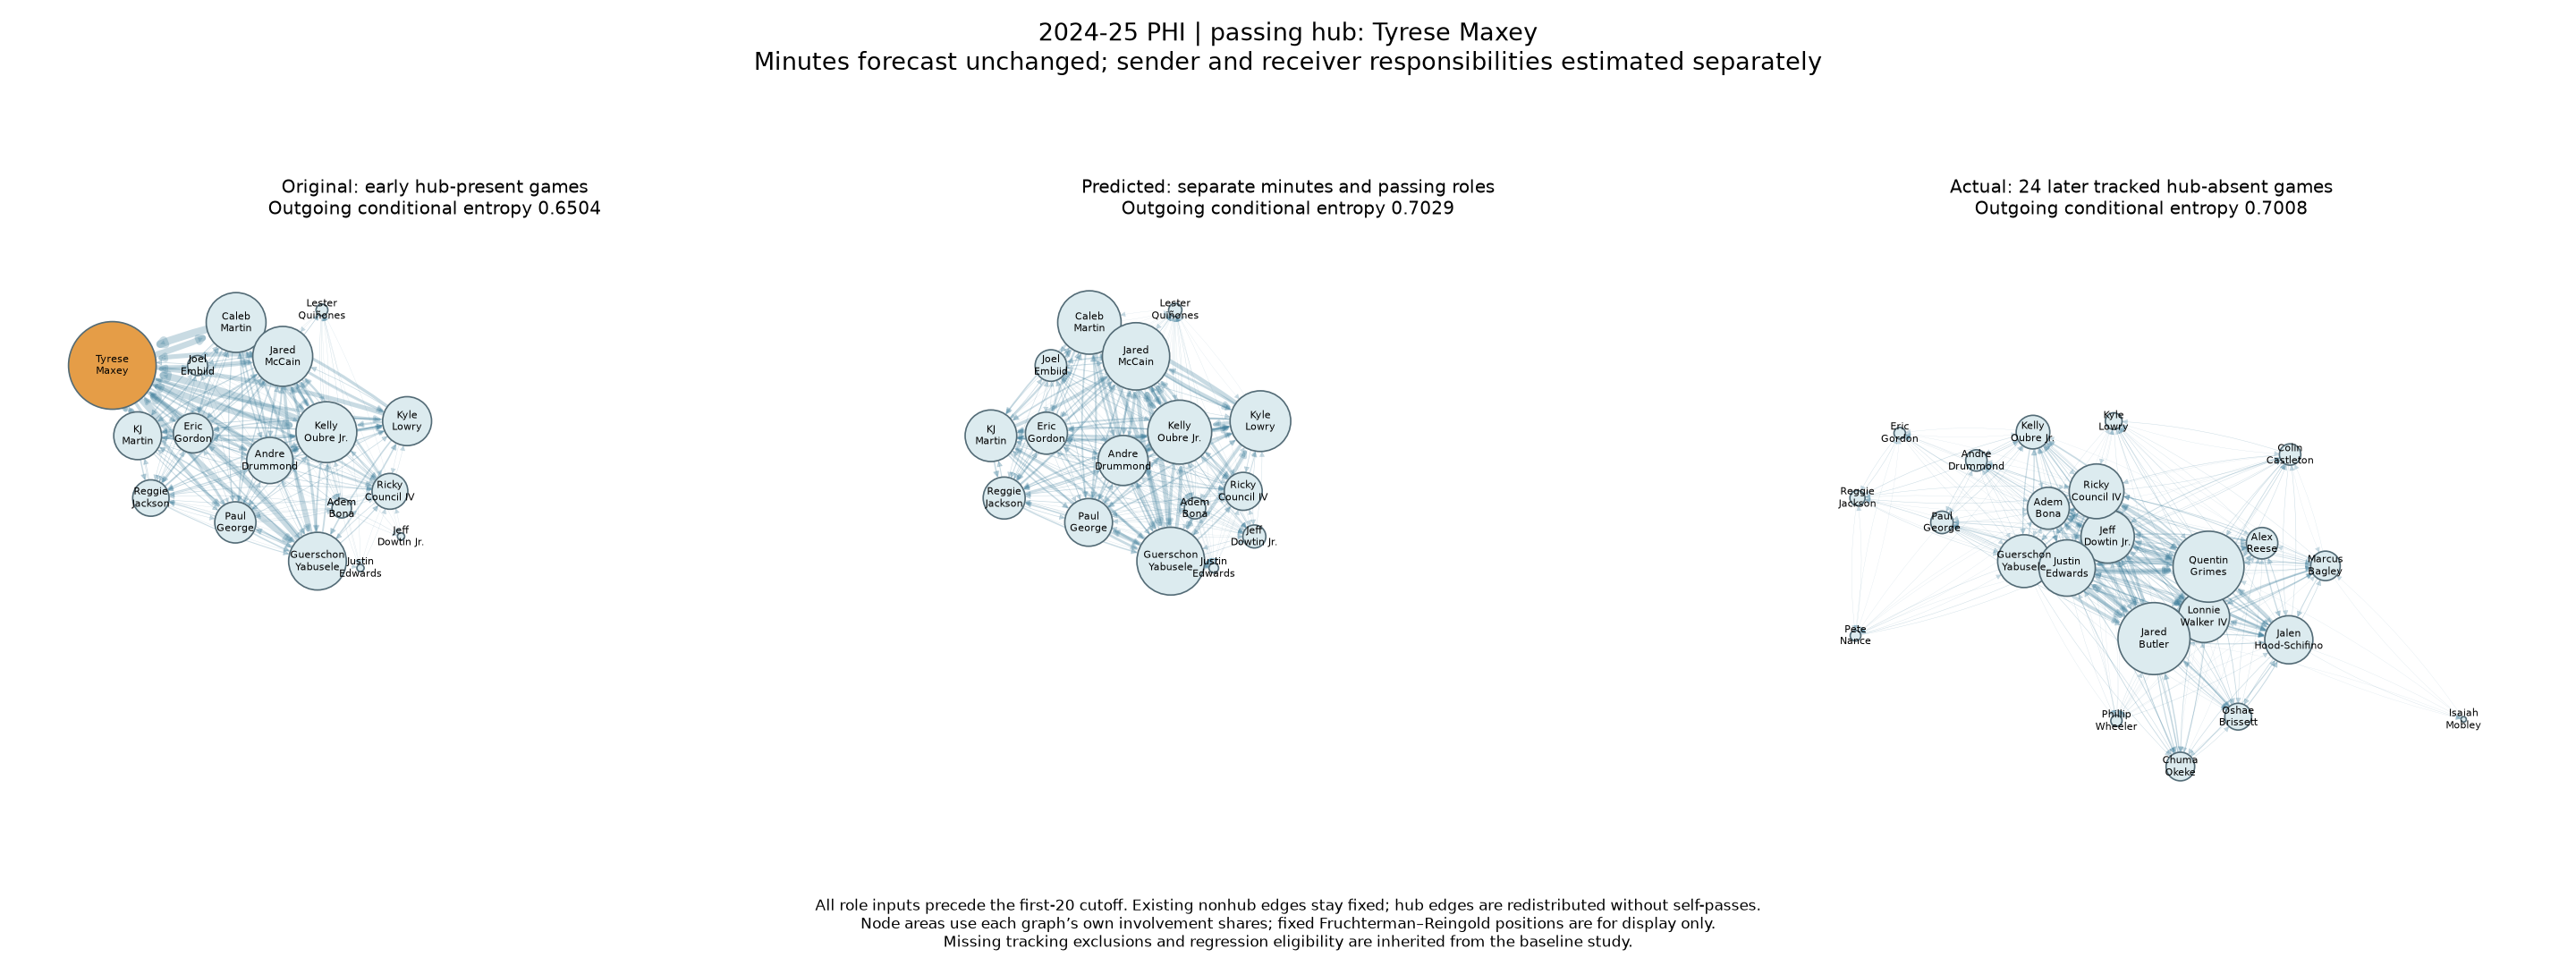 2024-25 PHI | passing hub: Tyrese Maxey
Minutes forecast unchanged; sender and receiver responsibilities estimated separately
Original: early hub-present games
Outgoing conditional entropy 0.6504
Lester
Quinones
Caleb
Martin
Jared
McCain
Tyrese
Maxey
Joel
Embiid
KJ
Martin
Eric
Gordon
Kelly
Oubre Jr.
Kyle
Lowry
Andre
Drummond
Reggie
Jackson
Ricky
Council IV
Adem
Bona
Paul
George
Jeff
Dowtin Jr.
Guerschon
Yabusele
Justin
Edwards
Predicted: separate minutes and passing roles
Outgoing conditional entropy 0.7029
Lester
Quinones
Caleb
Martin
Jared
McCain
Joel
Embiid
KJ
Martin
Eric
Gordon
Kelly
Oubre Jr.
Kyle
Lowry
Andre
Drummond
Reggie
Jackson
Ricky
Council IV
Adem
Bona
Paul
George
Jeff
Dowtin Jr.
Guerschon
Yabusele
Justin
Edwards
Actual: 24 later tracked hub-absent games
Outgoing conditional entropy 0.7008
Eric
Gordon
Kelly
Oubre Jr.
Kyle
Lowry
Andre
Drummond
Colin
Castleton
Reggie
Jackson
Ricky
Council IV
Adem
Bona
Paul
George
Jeff
Dowtin Jr.
Alex
Reese
Guerschon
Yabusele
Justin
Edwards
Quentin
Grimes
Marcus
Bagley
Lonnie
Walker IV
Pete
Nance
Jared
Butler
Jalen
Hood-Schifino
Phillip
Wheeler
Oshae
Brissett
Isaiah
Mobley
Chuma
Okeke
All role inputs precede the first-20 cutoff. Existing nonhub edges stay fixed; hub edges are redistributed without self-passes.
Node areas use each graph’s own involvement shares; fixed Fruchterman–Reingold positions are for display only.
Missing tracking exclusions and regression eligibility are inherited from the baseline study.